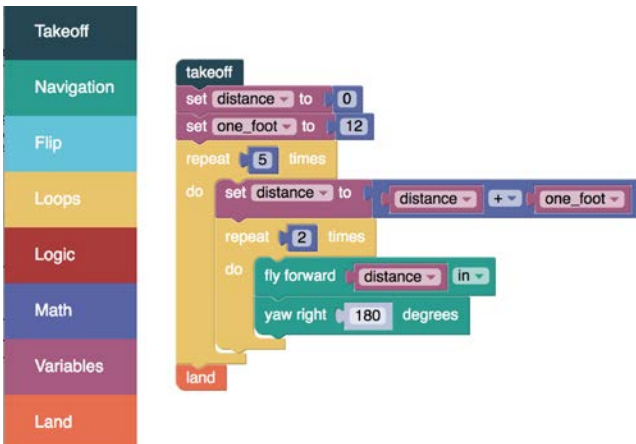 Takeoff
Navigation
Flip
Loops
Logic
Math
Variables
Land
takeoff
set distance to 0
set one_foot to 12
repeat 5 times
do set distance to distance + one_foot
repeat 2 times
do fly forward distance in
yaw right 180 degrees
land